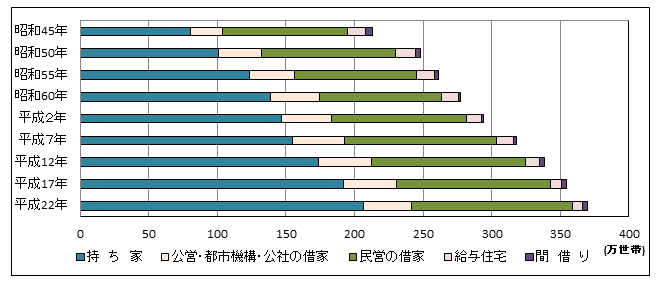 昭和45年
昭和50年
昭和55年
昭和60年
平成2年
平成7年
平成12年
平成17年
平成22年
0 50 100 150 200 250 300 350 400
(万世帯)
持 ち 家 公営・都市機構・公社の借家 民営の借家 給与住宅 間 借 り